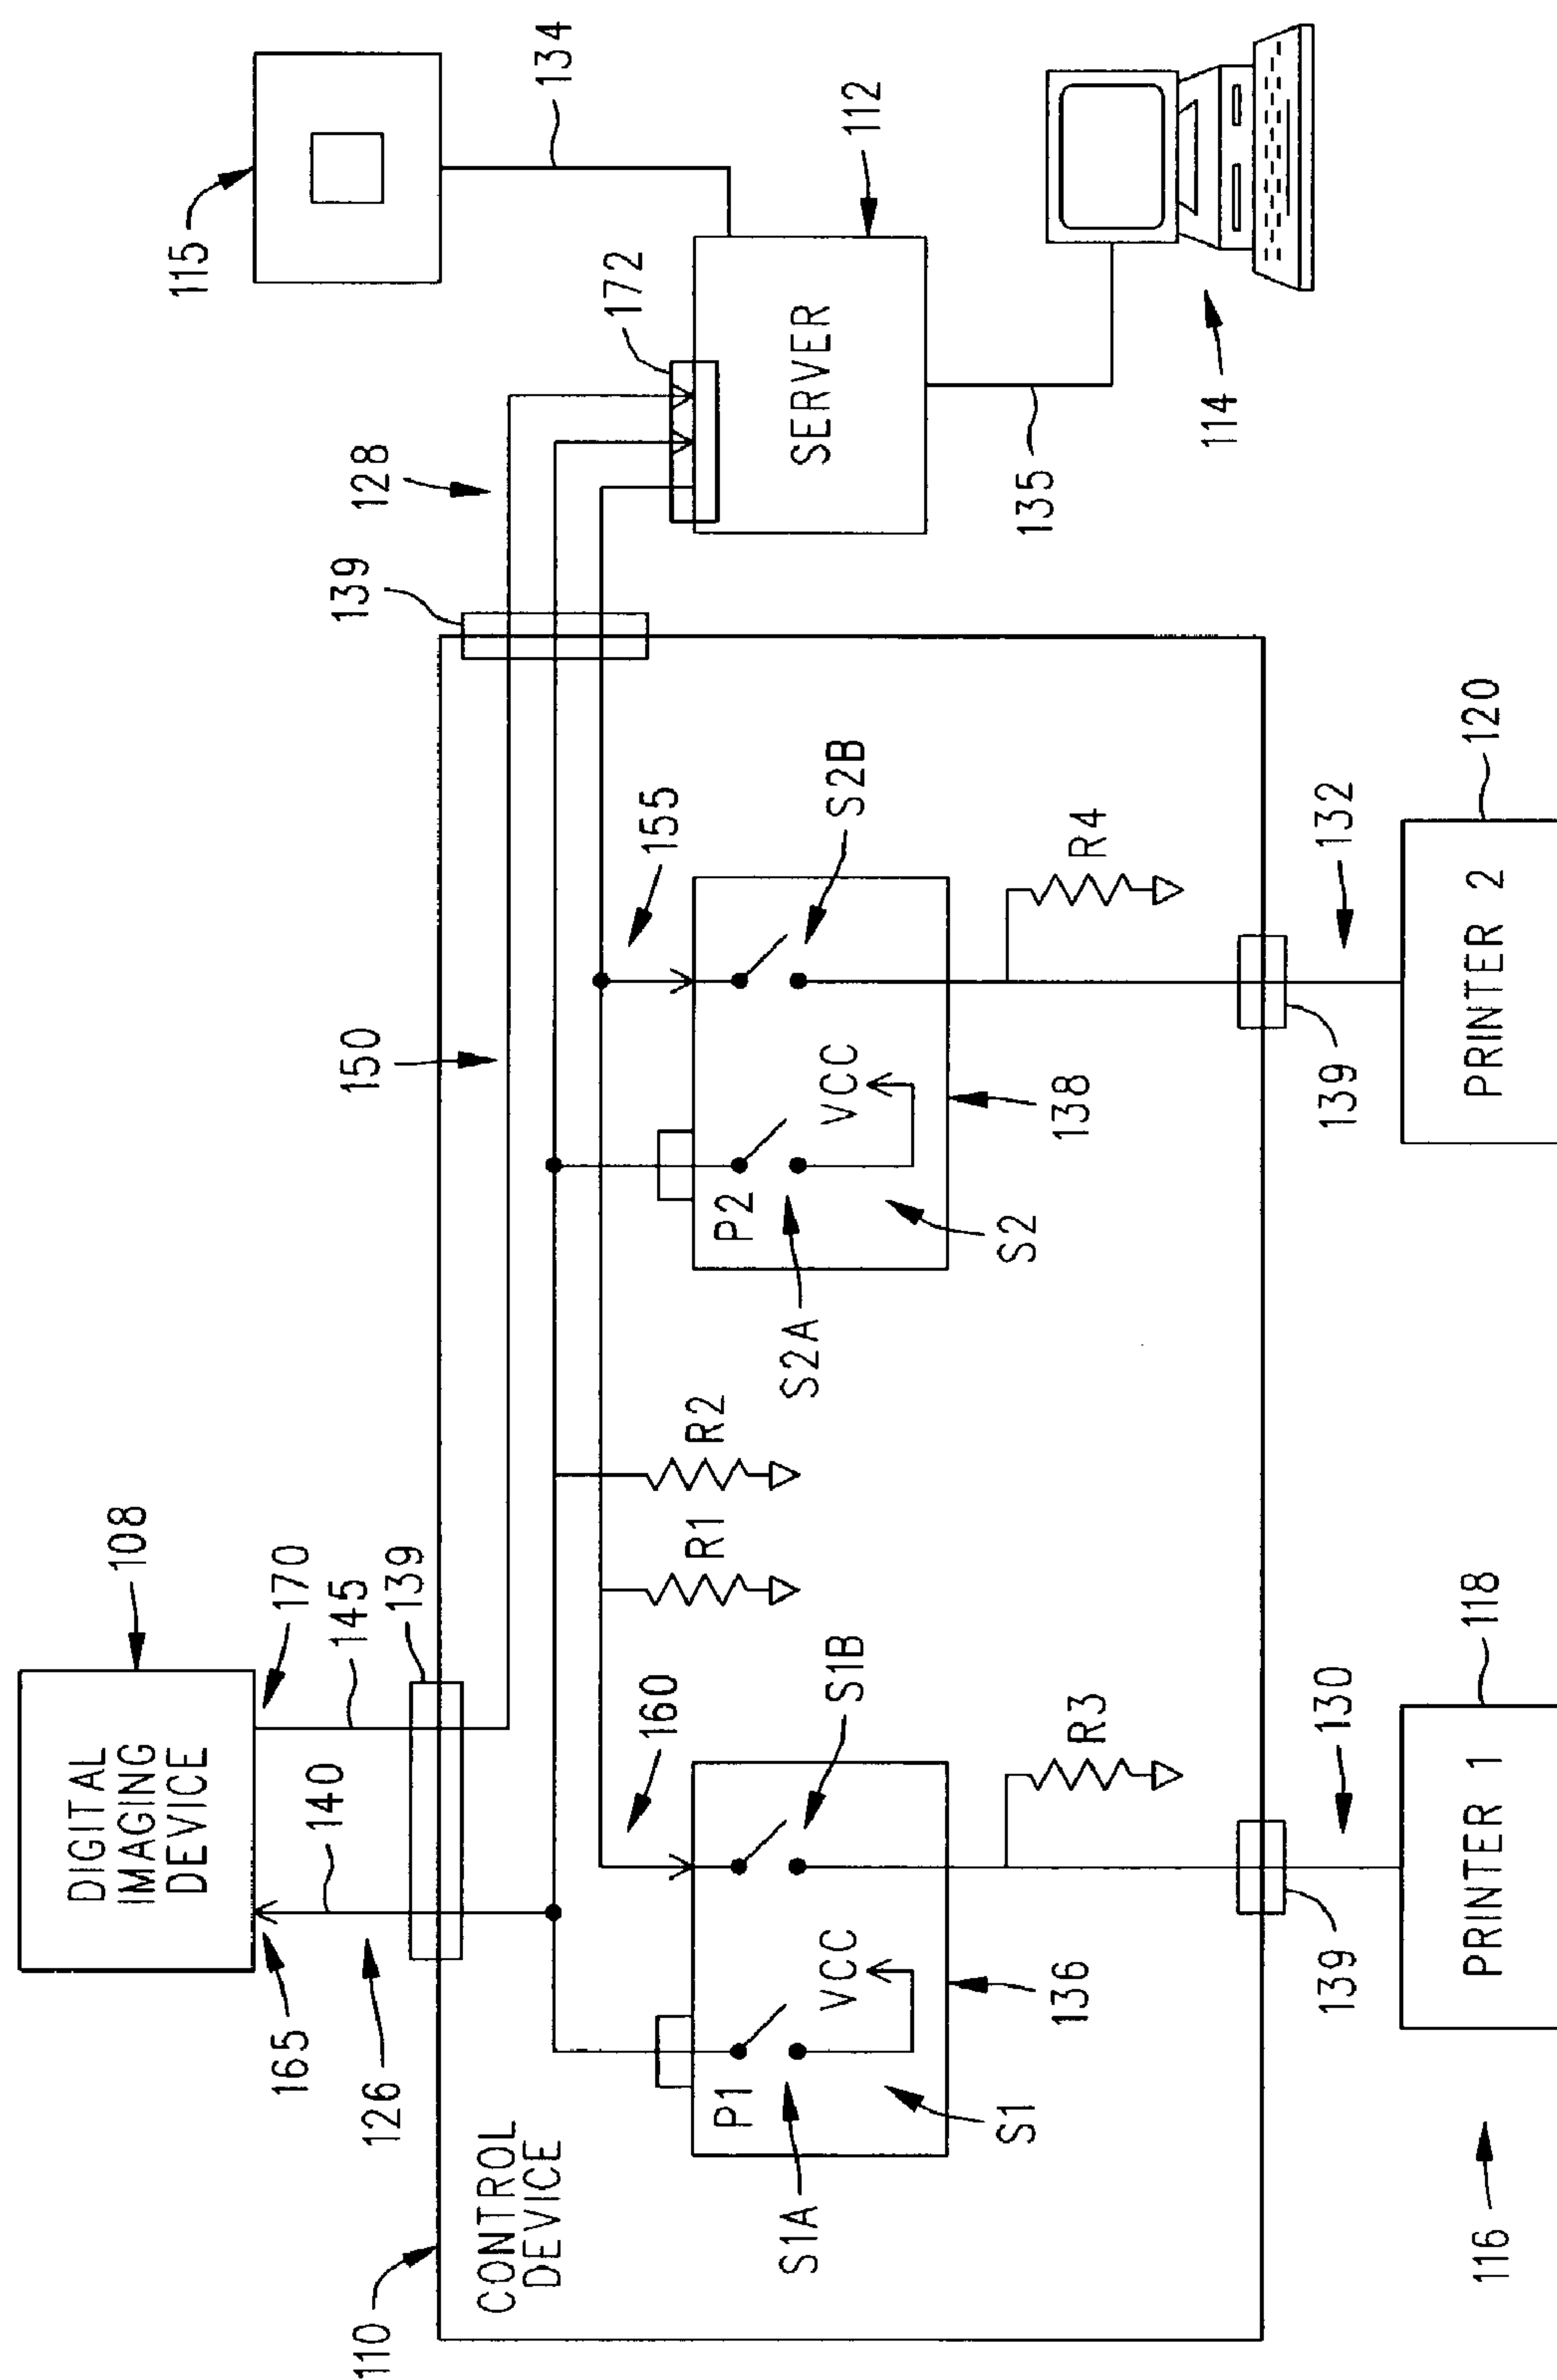 110
CONTROL
DEVICE
126
165
DIGITAL
IMAGING
DEVICE
108
140
170
145
139
150
139
128
172
115
134
112
SERVER
135
114
160
155
R1
R2
P1
VCC
S1A
S1B
S1
136
R3
P2
VCC
S2A
S2B
S2
138
R4
139
130
139
132
116
PRINTER 1
118
PRINTER 2
120